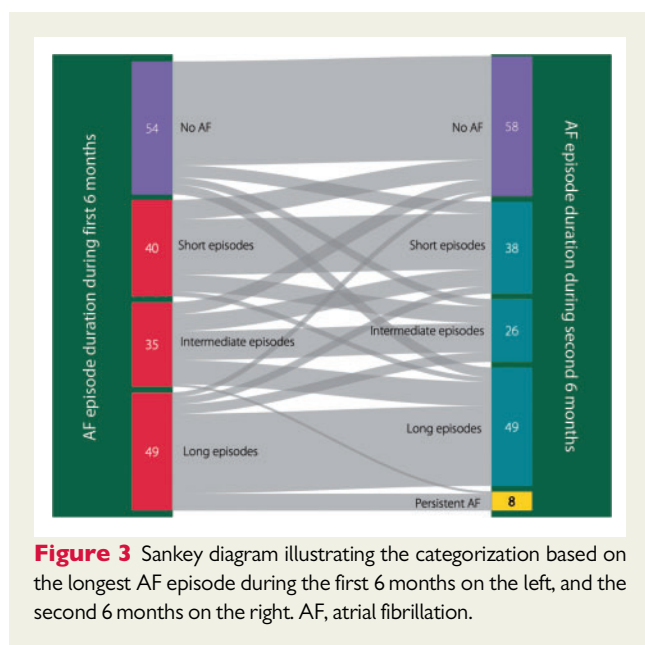 AF episode duration during first 6 months
54
No AF
40
Short episodes
35
Intermediate episodes
49
Long episodes
No AF
58
Short episodes
38
Intermediate episodes
26
Long episodes
49
Persistent AF
8
AF episode duration during second 6 months
Figure 3 Sankey diagram illustrating the categorization based on
the longest AF episode during the first 6 months on the left, and the
second 6 months on the right. AF, atrial fibrillation.